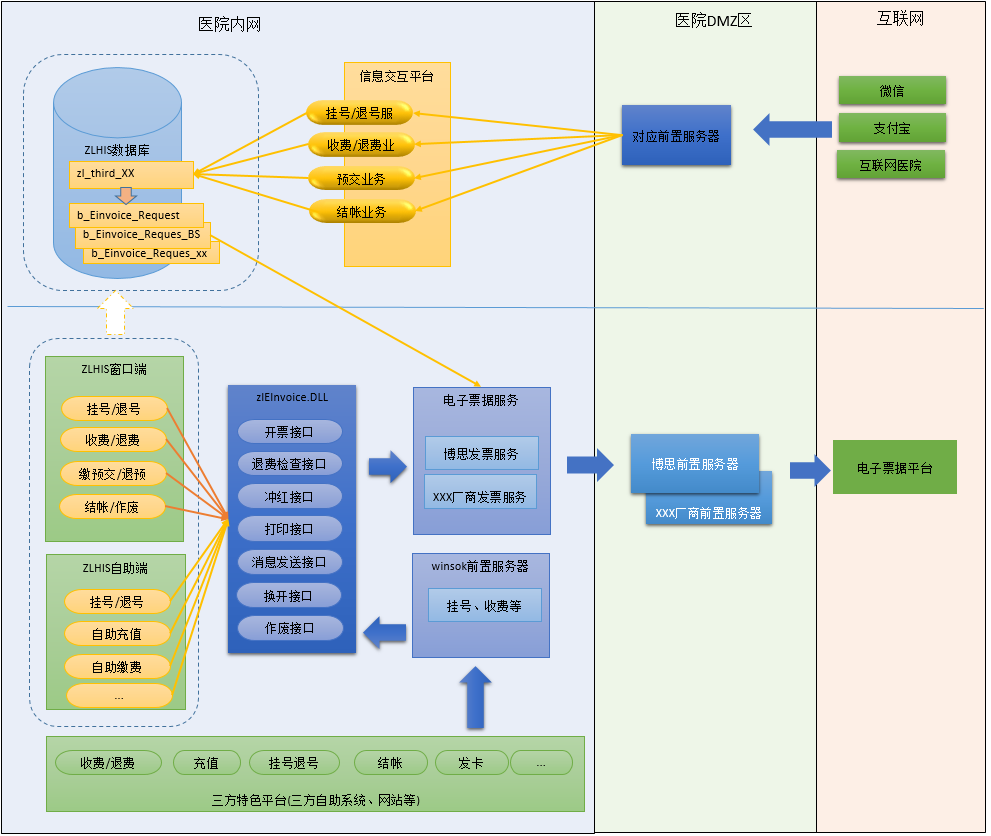 医院内网
医院DMZ区
互联网
信息交互平台
挂号/退号服
收费/退费业
预交业务
结帐业务
对应前置服务器
微信
支付宝
互联网医院
ZLHIS数据库
zl_third_XX
b_Einvoice_Request
b_Einvoice_Reques_BS
b_Einvoice_Reques_xx
ZLHIS窗口端
挂号/退号
收费/退费
缴预交/退预
结帐/作废
ZLHIS自助端
挂号/退号
自助充值
自助缴费
...
zlEInvoice.DLL
开票接口
退费检查接口
冲红接口
打印接口
消息发送接口
换开接口
作废接口
电子票据服务
博思发票服务
XXX厂商发票服务
winsok前置服务器
挂号、收费等
博思前置服务器
XXX厂商前置服务器
电子票据平台
收费/退费
充值
挂号退号
结帐
发卡
...
三方特色平台(三方自助系统、网站等)